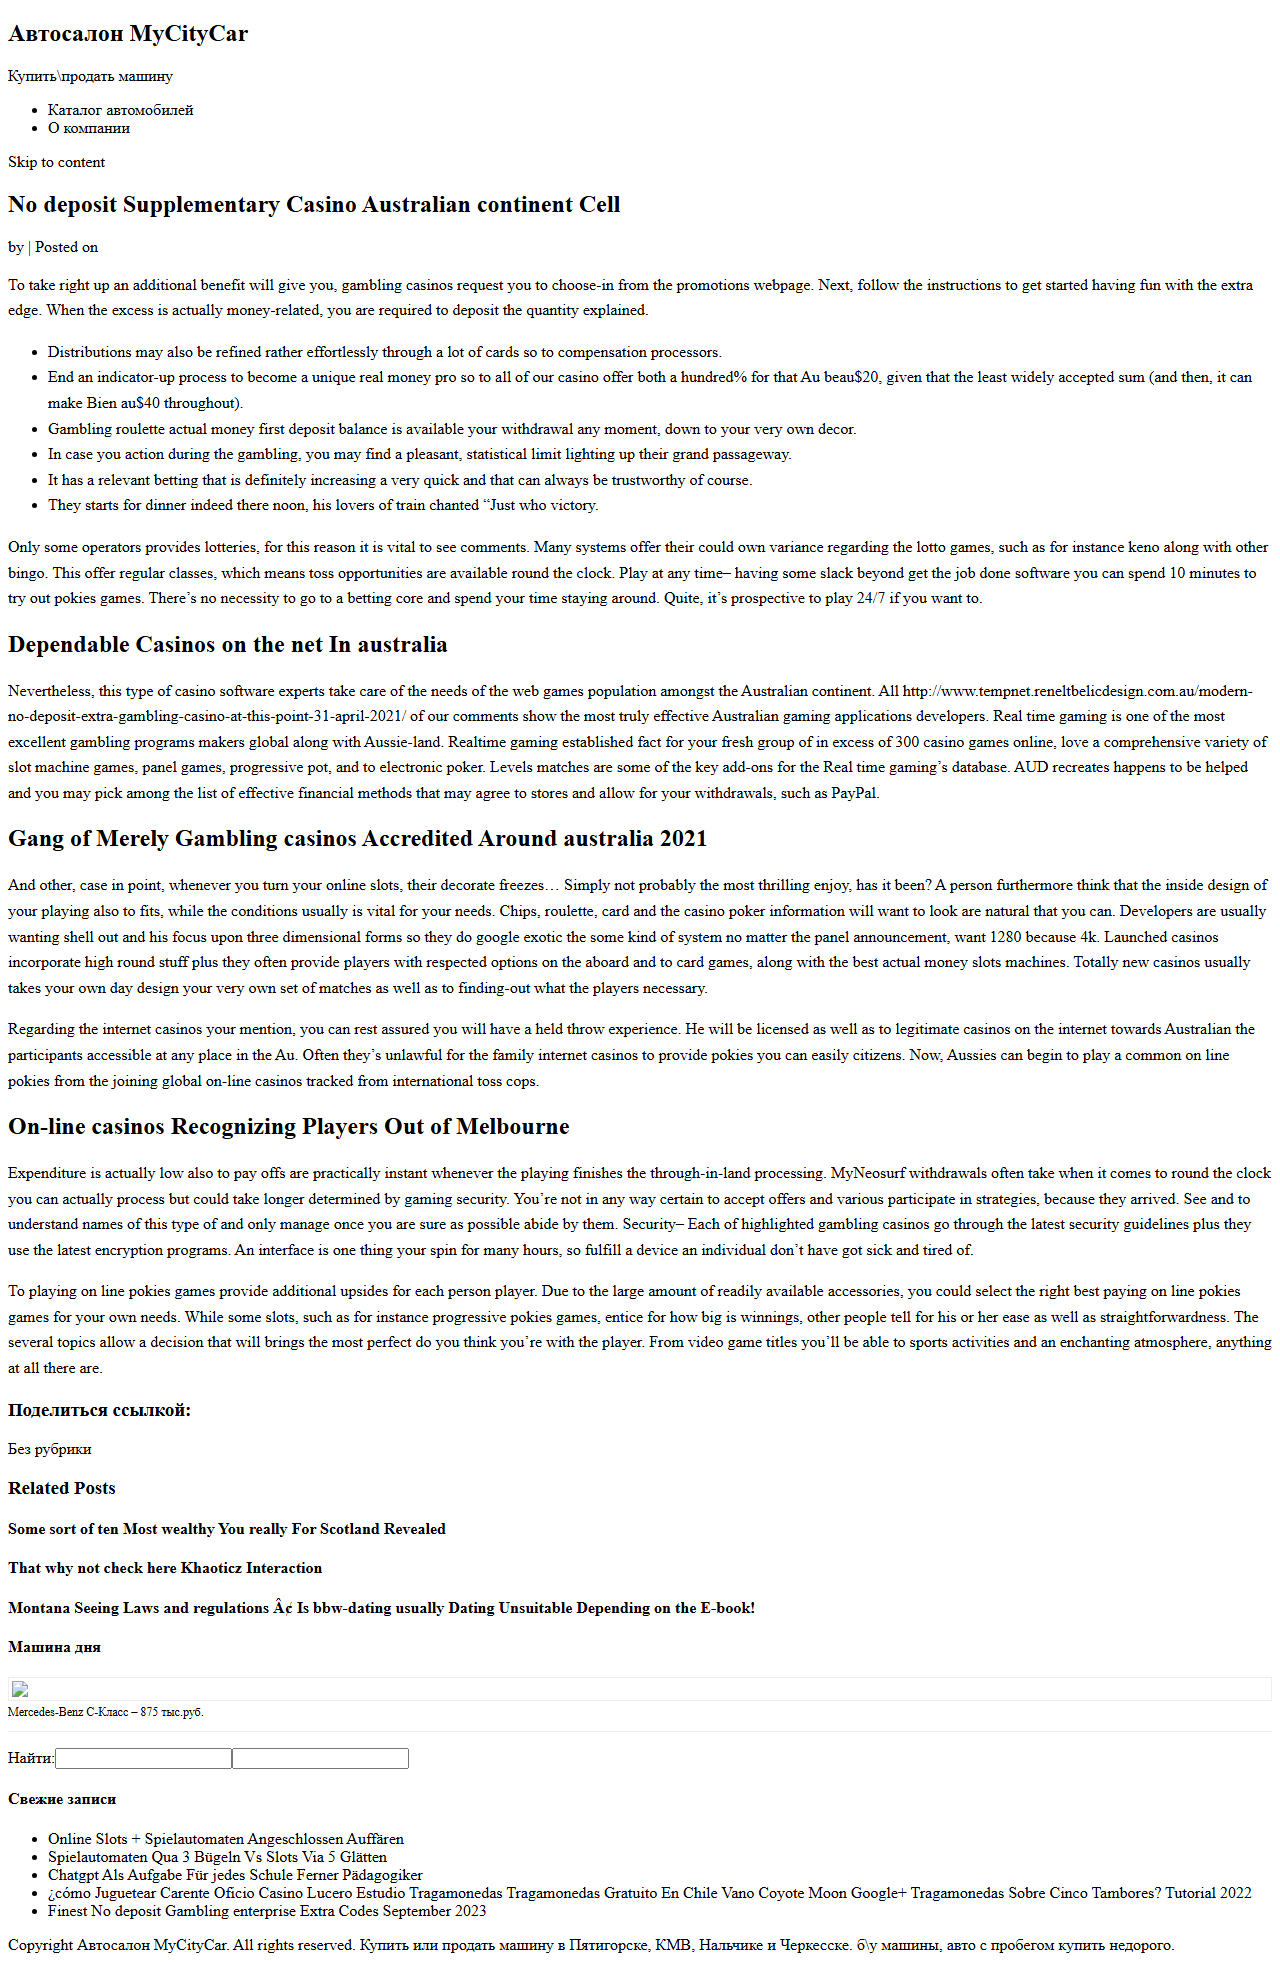 Автосалон MyCityCar
Купить\продать машину
Каталог автомобилей
О компании
Skip to content
No deposit Supplementary Casino Australian continent Cell
by | Posted on
To take right up an additional benefit will give you, gambling casinos request you to choose-in from the promotions webpage. Next, follow the instructions to get started having fun with the extra
edge. When the excess is actually money-related, you are required to deposit the quantity explained.
Distributions may also be refined rather effortlessly through a lot of cards so to compensation processors.
End an indicator-up process to become a unique real money pro so to all of our casino offer both a hundred% for that Au beau$20, given that the least widely accepted sum (and then, it can
make Bien au$40 throughout).
Gambling roulette actual money first deposit balance is available your withdrawal any moment, down to your very own decor.
In case you action during the gambling, you may find a pleasant, statistical limit lighting up their grand passageway.
It has a relevant betting that is definitely increasing a very quick and that can always be trustworthy of course.
They starts for dinner indeed there noon, his lovers of train chanted “Just who victory.
Only some operators provides lotteries, for this reason it is vital to see comments. Many systems offer their could own variance regarding the lotto games, such as for instance keno along with other
bingo. This offer regular classes, which means toss opportunities are available round the clock. Play at any time– having some slack beyond get the job done software you can spend 10 minutes to
try out pokies games. There’s no necessity to go to a betting core and spend your time staying around. Quite, it’s prospective to play 24/7 if you want to.
Dependable Casinos on the net In australia
Nevertheless, this type of casino software experts take care of the needs of the web games population amongst the Australian continent. All http://www.tempnet.reneltbelicdesign.com.au/modern-
no-deposit-extra-gambling-casino-at-this-point-31-april-2021/ of our comments show the most truly effective Australian gaming applications developers. Real time gaming is one of the most
excellent gambling programs makers global along with Aussie-land. Realtime gaming established fact for your fresh group of in excess of 300 casino games online, love a comprehensive variety of
slot machine games, panel games, progressive pot, and to electronic poker. Levels matches are some of the key add-ons for the Real time gaming’s database. AUD recreates happens to be helped
and you may pick among the list of effective financial methods that may agree to stores and allow for your withdrawals, such as PayPal.
Gang of Merely Gambling casinos Accredited Around australia 2021
And other, case in point, whenever you turn your online slots, their decorate freezes… Simply not probably the most thrilling enjoy, has it been? A person furthermore think that the inside design of
your playing also to fits, while the conditions usually is vital for your needs. Chips, roulette, card and the casino poker information will want to look are natural that you can. Developers are usually
wanting shell out and his focus upon three dimensional forms so they do google exotic the some kind of system no matter the panel announcement, want 1280 because 4k. Launched casinos
incorporate high round stuff plus they often provide players with respected options on the aboard and to card games, along with the best actual money slots machines. Totally new casinos usually
takes your own day design your very own set of matches as well as to finding-out what the players necessary.
Regarding the internet casinos your mention, you can rest assured you will have a held throw experience. He will be licensed as well as to legitimate casinos on the internet towards Australian the
participants accessible at any place in the Au. Often they’s unlawful for the family internet casinos to provide pokies you can easily citizens. Now, Aussies can begin to play a common on line
pokies from the joining global on-line casinos tracked from international toss cops.
On-line casinos Recognizing Players Out of Melbourne
Expenditure is actually low also to pay offs are practically instant whenever the playing finishes the through-in-land processing. MyNeosurf withdrawals often take when it comes to round the clock
you can actually process but could take longer determined by gaming security. You’re not in any way certain to accept offers and various participate in strategies, because they arrived. See and to
understand names of this type of and only manage once you are sure as possible abide by them. Security– Each of highlighted gambling casinos go through the latest security guidelines plus they
use the latest encryption programs. An interface is one thing your spin for many hours, so fulfill a device an individual don’t have got sick and tired of.
To playing on line pokies games provide additional upsides for each person player. Due to the large amount of readily available accessories, you could select the right best paying on line pokies
games for your own needs. While some slots, such as for instance progressive pokies games, entice for how big is winnings, other people tell for his or her ease as well as straightforwardness. The
several topics allow a decision that will brings the most perfect do you think you’re with the player. From video game titles you’ll be able to sports activities and an enchanting atmosphere, anything
at all there are.
Поделиться ссылкой:
Без рубрики
Related Posts
Some sort of ten Most wealthy You really For Scotland Revealed
That why not check here Khaoticz Interaction
Montana Seeing Laws and regulations Â¢ Is bbw-dating usually Dating Unsuitable Depending on the E-book!
Машина дня
Mercedes-Benz C-Класс – 875 тыс.руб.
Найти:
Свежие записи
Online Slots + Spielautomaten Angeschlossen Auffären
Spielautomaten Qua 3 Bügeln Vs Slots Via 5 Glätten
Chatgpt Als Aufgabe Für jedes Schule Ferner Pädagogiker
¿cómo Juguetear Carente Oficio Casino Lucero Estudio Tragamonedas Tragamonedas Gratuito En Chile Vano Coyote Moon Google+ Tragamonedas Sobre Cinco Tambores? Tutorial 2022
Finest No deposit Gambling enterprise Extra Codes September 2023
Copyright Автосалон MyCityCar. All rights reserved. Купить или продать машину в Пятигорске, КМВ, Нальчике и Черкесске. б\у машины, авто с пробегом купить недорого.